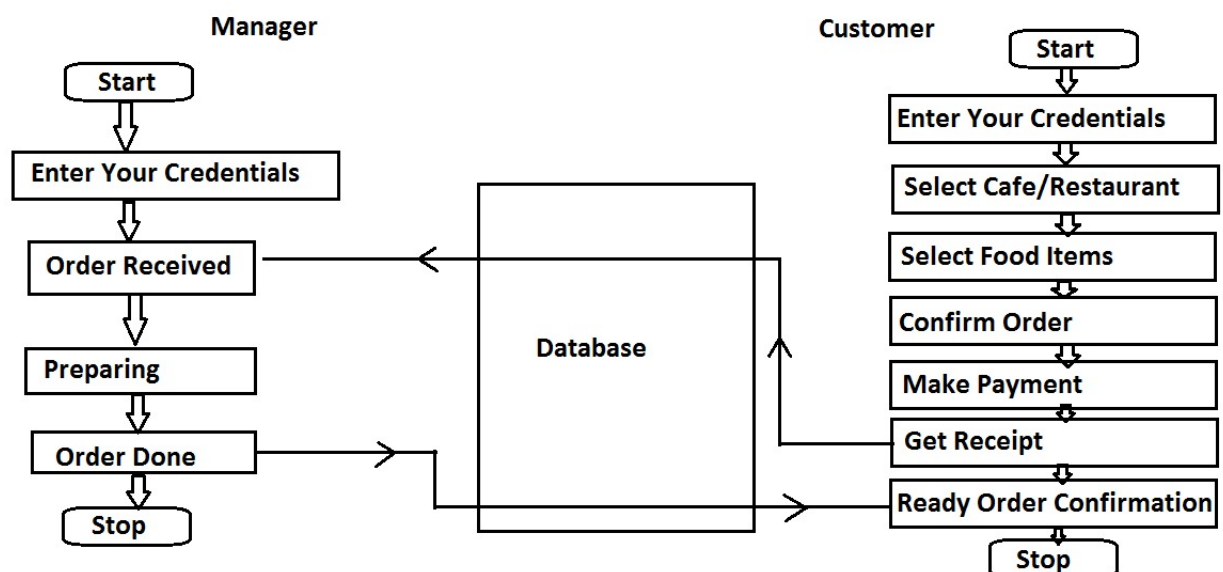 Manager
Start
Enter Your Credentials
Order Received
Preparing
Order Done
Stop
Database
Customer
Start
Enter Your Credentials
Select Cafe/Restaurant
Select Food Items
Confirm Order
Make Payment
Get Receipt
Ready Order Confirmation
Stop